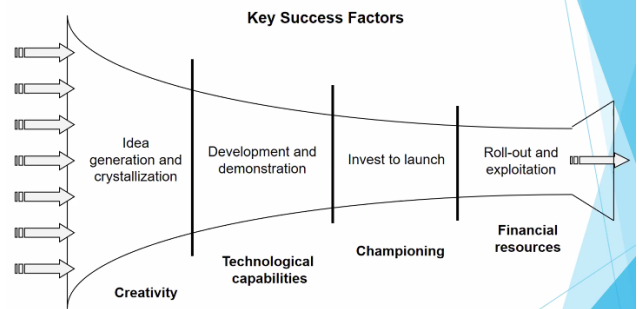 Key Success Factors
Idea
generation and
crystallization
Development and
demonstration
Invest to launch
Roll-out and
exploitation
Creativity
Technological
capabilities
Championing
Financial
resources